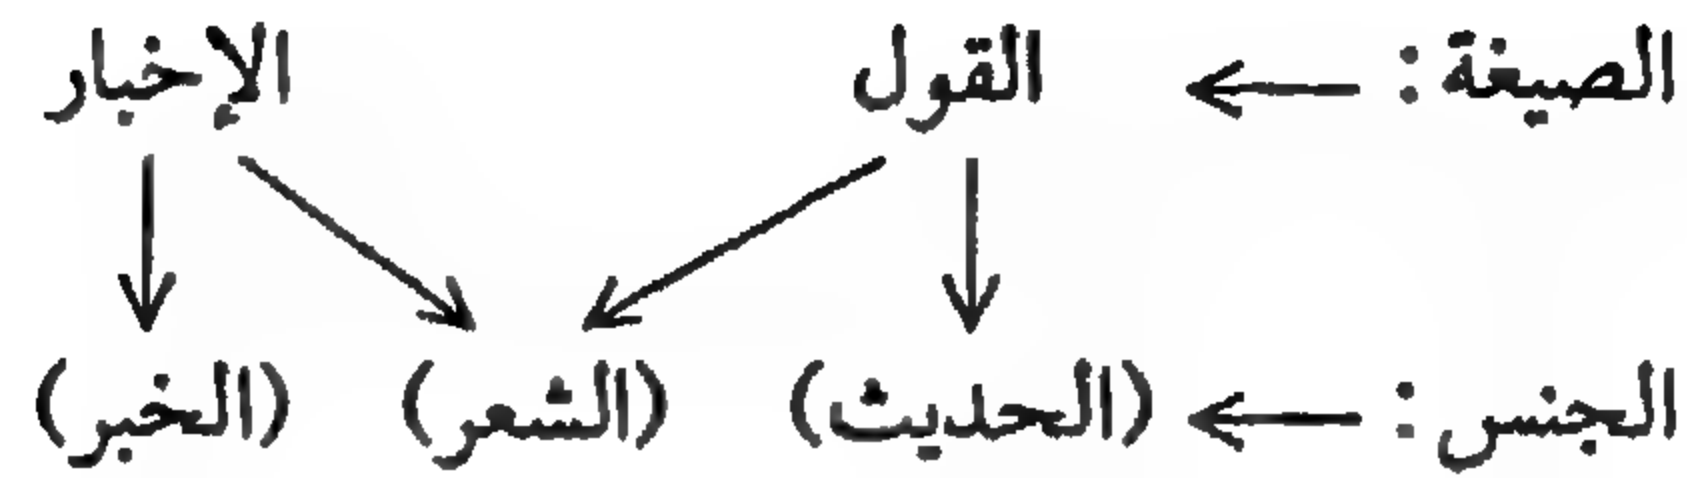 الصيغة : القول الإخبار
الجنس : (الحديث) (الشعر) (الخبر)